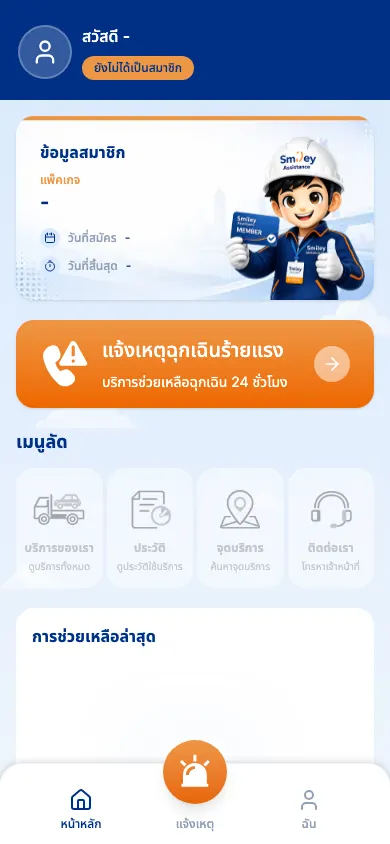 สวัสดี -
ยังไม่ได้เป็นสมาชิก
ข้อมูลสมาชิก
แพ็คเกจ
-
วันที่สมัคร -
วันที่สิ้นสุด -
Smiley
Assistance
Smiley
Assistance
MEMBER
Smiley
Assistance
แจ้งเหตุฉุกเฉินร้ายแรง
บริการช่วยเหลือฉุกเฉิน 24 ชั่วโมง
เมนูลัด
บริการของเรา
ดูบริการทั้งหมด
ประวัติ
ดูประวัติใช้บริการ
จุดบริการ
ค้นหาจุดบริการ
ติดต่อเรา
โทรหาเจ้าหน้าที่
การช่วยเหลือล่าสุด
หน้าหลัก
แจ้งเหตุ
ฉัน